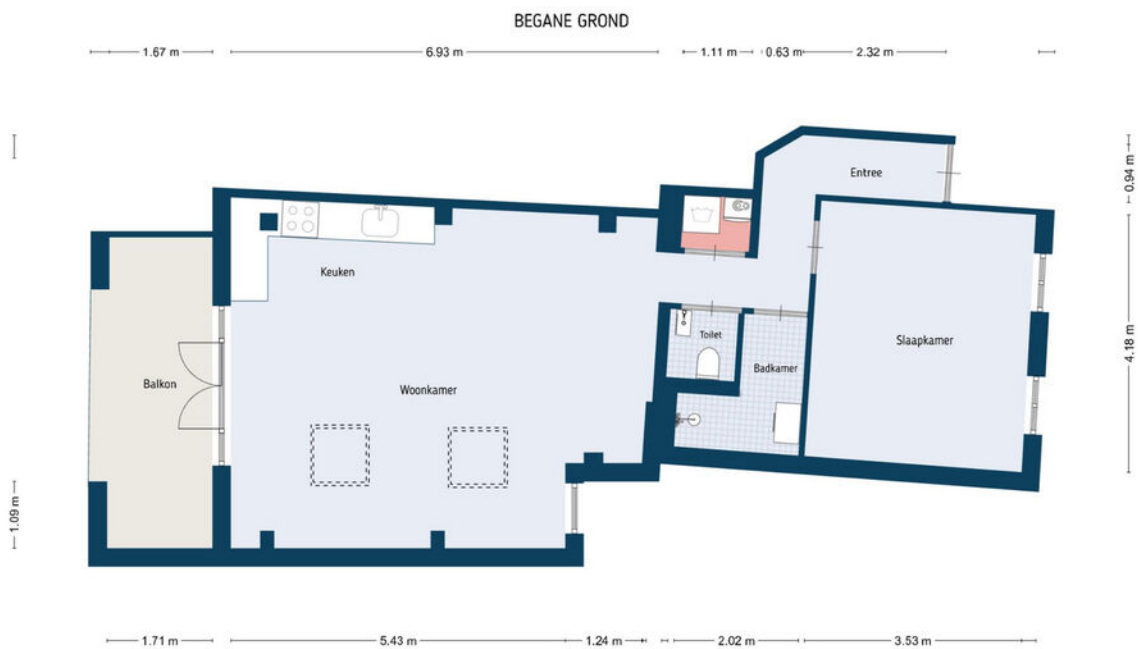 BEGANE GROND
1.67 m
6.93 m
1.11 m
0.63 m
2.32 m
0.94 m
Entree
Keuken
Toilet
Slaapkamer
4.18 m
Badkamer
Balkon
Woonkamer
1.09 m
1.71 m
5.43 m
1.24 m
2.02 m
3.53 m